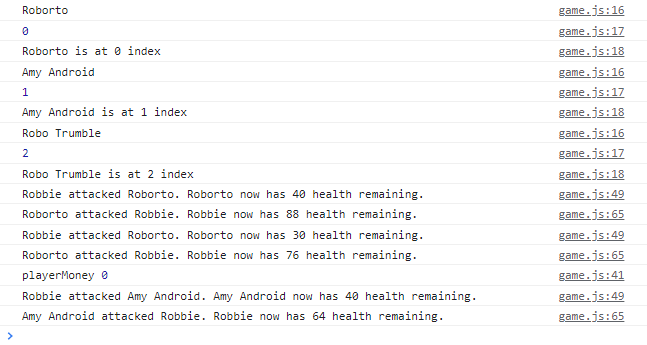 Roborto game.js:16
0 game.js:17
Roborto is at 0 index game.js:18
Amy Android game.js:16
1 game.js:17
Amy Android is at 1 index game.js:18
Robo Trumble game.js:16
2 game.js:17
Robo Trumble is at 2 index game.js:18
Robbie attacked Roborto. Roborto now has 40 health remaining. game.js:49
Roborto attacked Robbie. Robbie now has 88 health remaining. game.js:65
Robbie attacked Roborto. Roborto now has 30 health remaining. game.js:49
Roborto attacked Robbie. Robbie now has 76 health remaining. game.js:65
playerMoney 0 game.js:41
Robbie attacked Amy Android. Amy Android now has 40 health remaining. game.js:49
Amy Android attacked Robbie. Robbie now has 64 health remaining. game.js:65